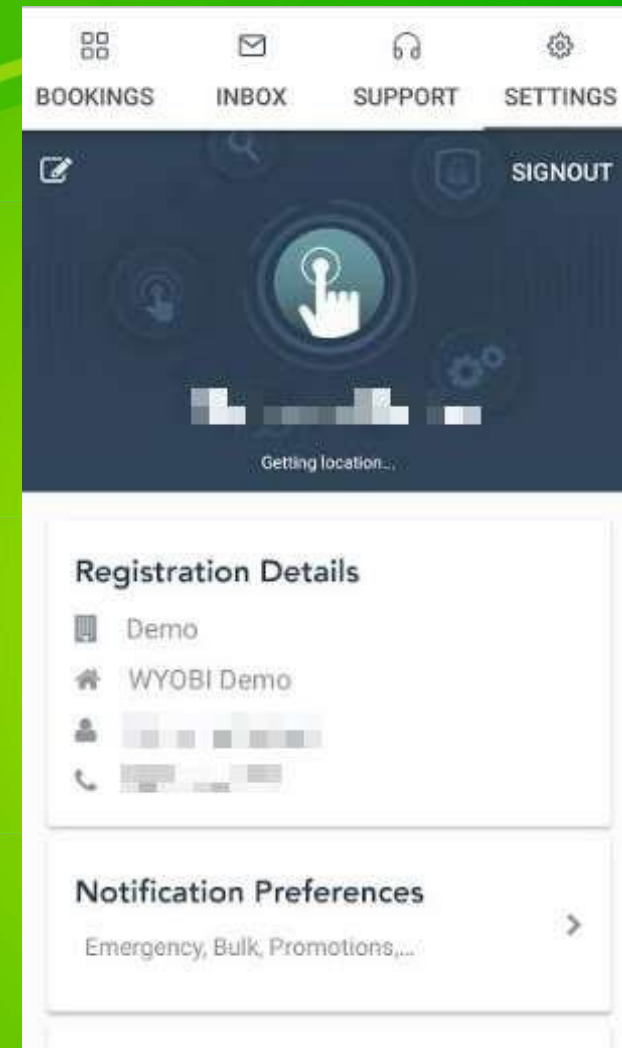 BOOKINGS INBOX SUPPORT SETTINGS
SIGNOUT
Getting location...
Registration Details
Demo
WYOBI Demo
Notification Preferences
Emergency, Bulk, Promotions,...